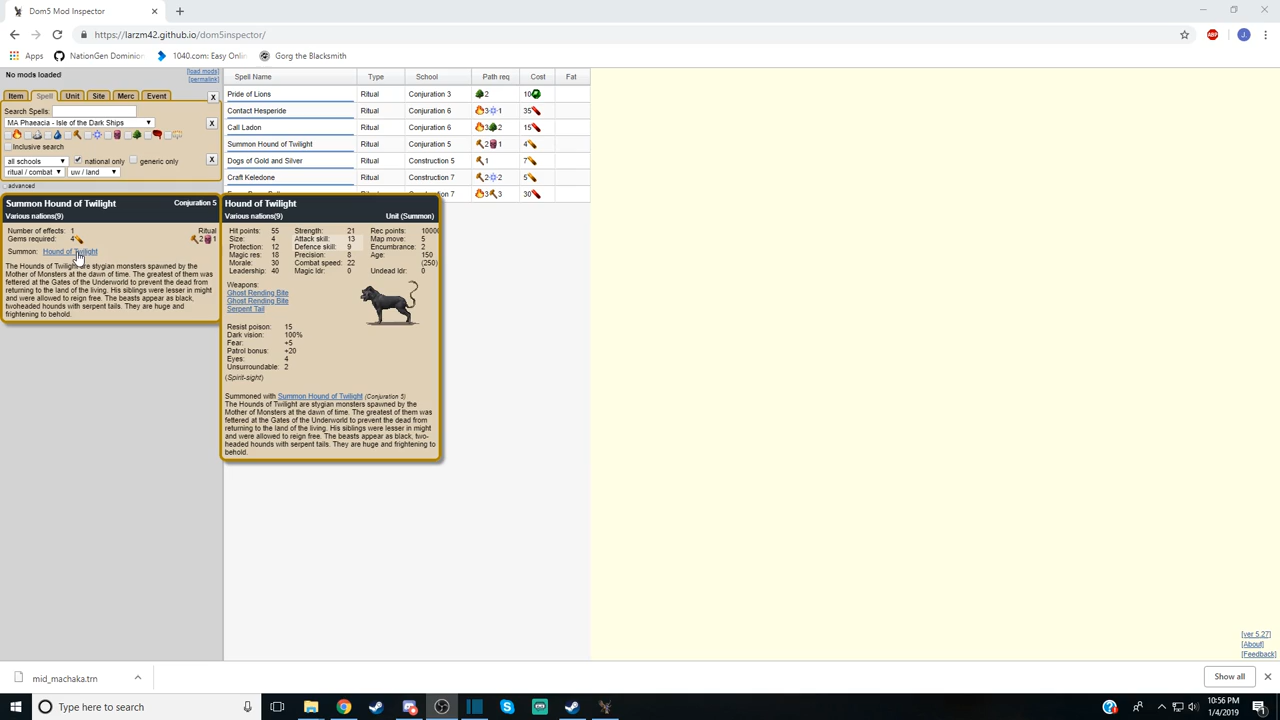 Dom5 Mod Inspector
https://larzm42.github.io/dom5inspector/
Apps
NationGen Dominion
1040.com: Easy Onlin
Gorg the Blacksmith
No mods loaded
[load mods]
[permalink]
Item
Spell
Unit
Site
Merc
Event
X
Search Spells:
MA Phaeacia - Isle of the Dark Ships
X
Inclusive search
all schools
national only
generic only
X
ritual / combat
uw / land
advanced
Spell Name Type School Path req Cost Fat
Pride of Lions Ritual Conjuration 3 2 10
Contact Hesperide Ritual Conjuration 6 3 1 35
Call Ladon Ritual Conjuration 6 3 2 15
Summon Hound of Twilight Ritual Conjuration 5 2 1 4
Dogs of Gold and Silver Ritual Construction 5 1 7
Craft Keledone Ritual Construction 7 2 2 5
7 3 3 30
Summon Hound of Twilight Conjuration 5
Various nations(9)
Number of effects: 1 Ritual
Gems required: 4 2 1
Summon: Hound of Twilight
The Hounds of Twilight are stygian monsters spawned by the
Mother of Monsters at the dawn of time. The greatest of them was
fettered at the Gates of the Underworld to prevent the dead from
returning to the land of the living. His siblings were lesser in might
and were allowed to reign free. The beasts appear as black,
twoheaded hounds with serpent tails. They are huge and
frightening to behold.
Hound of Twilight
Various nations(9) Unit (Summon)
Hit points: 55 Strength: 21 Rec points: 1000
Size: 4 Attack skill: 13 Map move: 5
Protection: 12 Defence skill: 9 Encumbrance: 2
Magic res: 18 Precision: 8 Age: 150
Morale: 30 Combat speed: 22 (250)
Leadership: 40 Magic ldr: 0 Undead ldr: 0
Weapons:
Ghost Rending Bite
Ghost Rending Bite
Serpent Tail
Resist poison: 15
Dark vision: 100%
Fear: +5
Patrol bonus: +20
Eyes: 4
Unsurroundable: 2
(Spirit-sight)
Summoned with Summon Hound of Twilight (Conjuration 5)
The Hounds of Twilight are stygian monsters spawned by the
Mother of Monsters at the dawn of time. The greatest of them was
fettered at the Gates of the Underworld to prevent the dead from
returning to the land of the living. His siblings were lesser in might
and were allowed to reign free. The beasts appear as black, two-
headed hounds with serpent tails. They are huge and frightening to
behold.
[ver 5.27]
[About]
[Feedback]
mid_machaka.trn
Show all
Type here to search
10:56 PM
1/4/2019